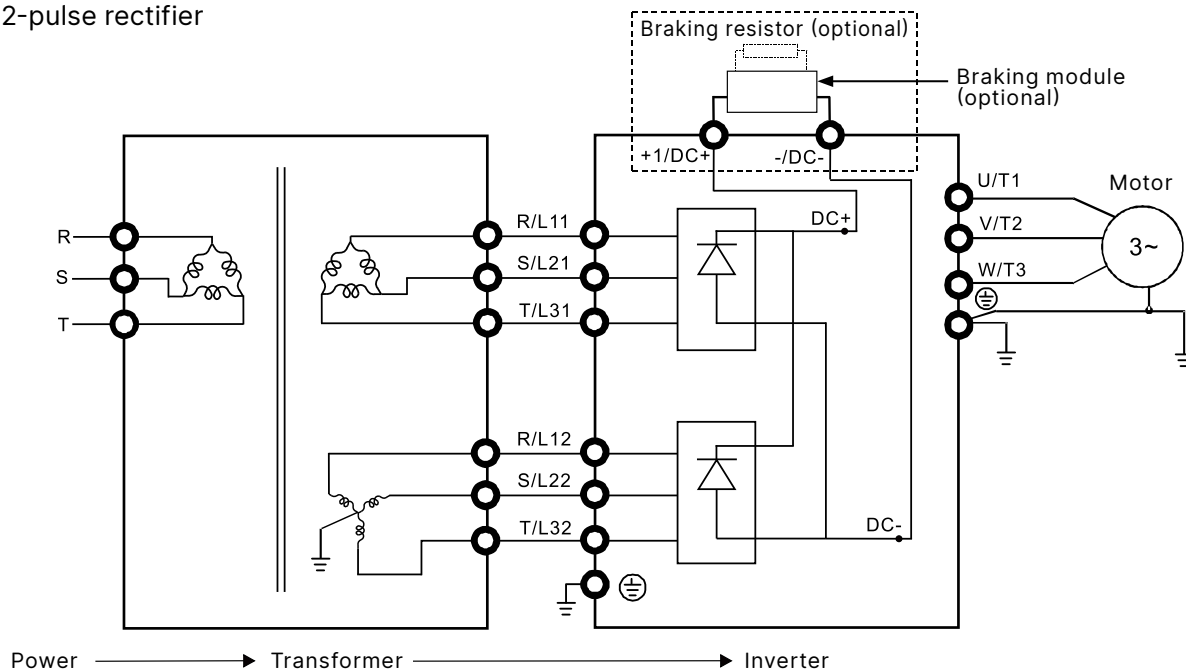 2-pulse rectifier
Braking resistor (optional)
Braking module
(optional)
+1/DC+
-/DC-
U/T1
Motor
V/T2
3~
W/T3
R
S
T
R/L11
S/L21
T/L31
DC+
R/L12
S/L22
T/L32
DC-
Power
Transformer
Inverter